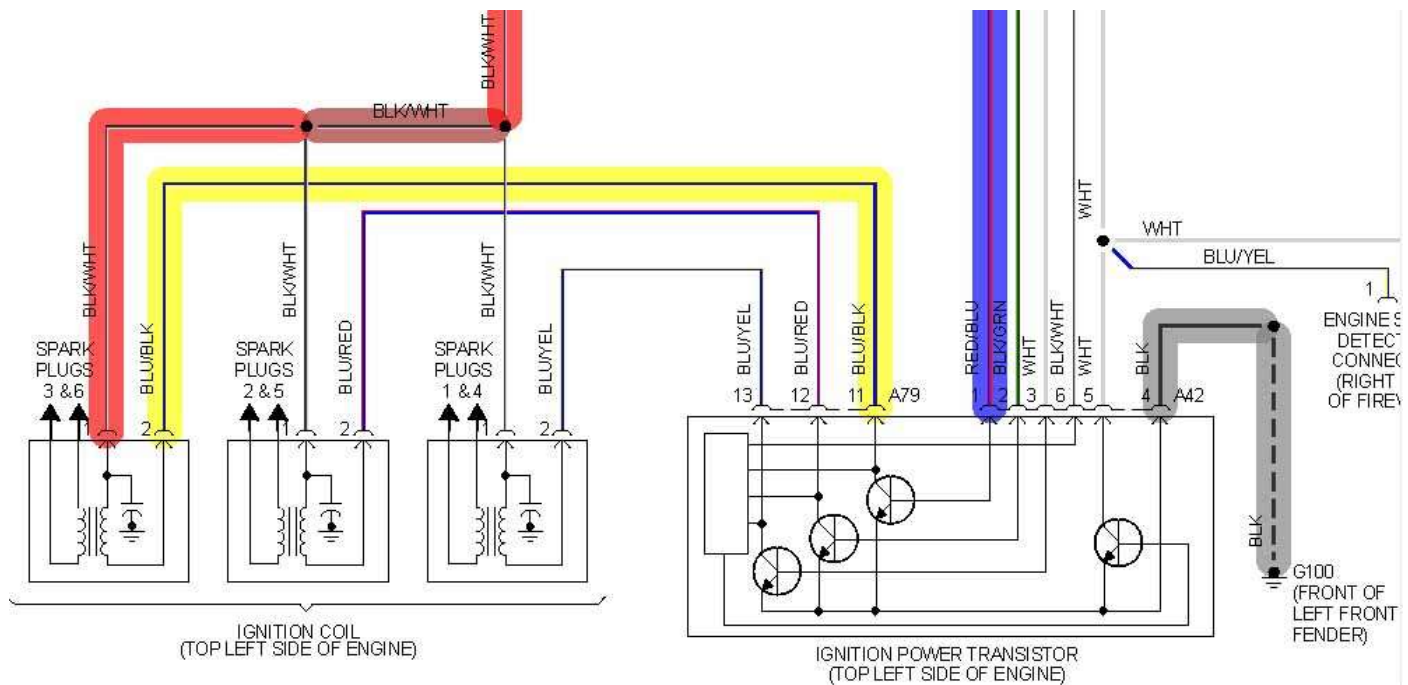 BLK/WHT
BLK/WHT
BLK/WHT
BLU/BLK
BLK/WHT
BLU/RED
BLK/WHT
BLU/YEL
BLU/YEL
BLU/RED
BLU/BLK
RED/BLU
BLK/GRN
WHT
BLK/WHT
WHT
WHT
BLK
WHT
BLU/YEL
1
ENGINE S
DETECT
CONNEC
(RIGHT
OF FIREV
SPARK
PLUGS
3 & 6
SPARK
PLUGS
2 & 5
SPARK
PLUGS
1 & 4
1 2
1 2
1 2
13 12 11 A79 1 2 3 6 5 4 A42
BLK
G100
(FRONT OF
LEFT FRONT
FENDER)
IGNITION COIL
(TOP LEFT SIDE OF ENGINE)
IGNITION POWER TRANSISTOR
(TOP LEFT SIDE OF ENGINE)